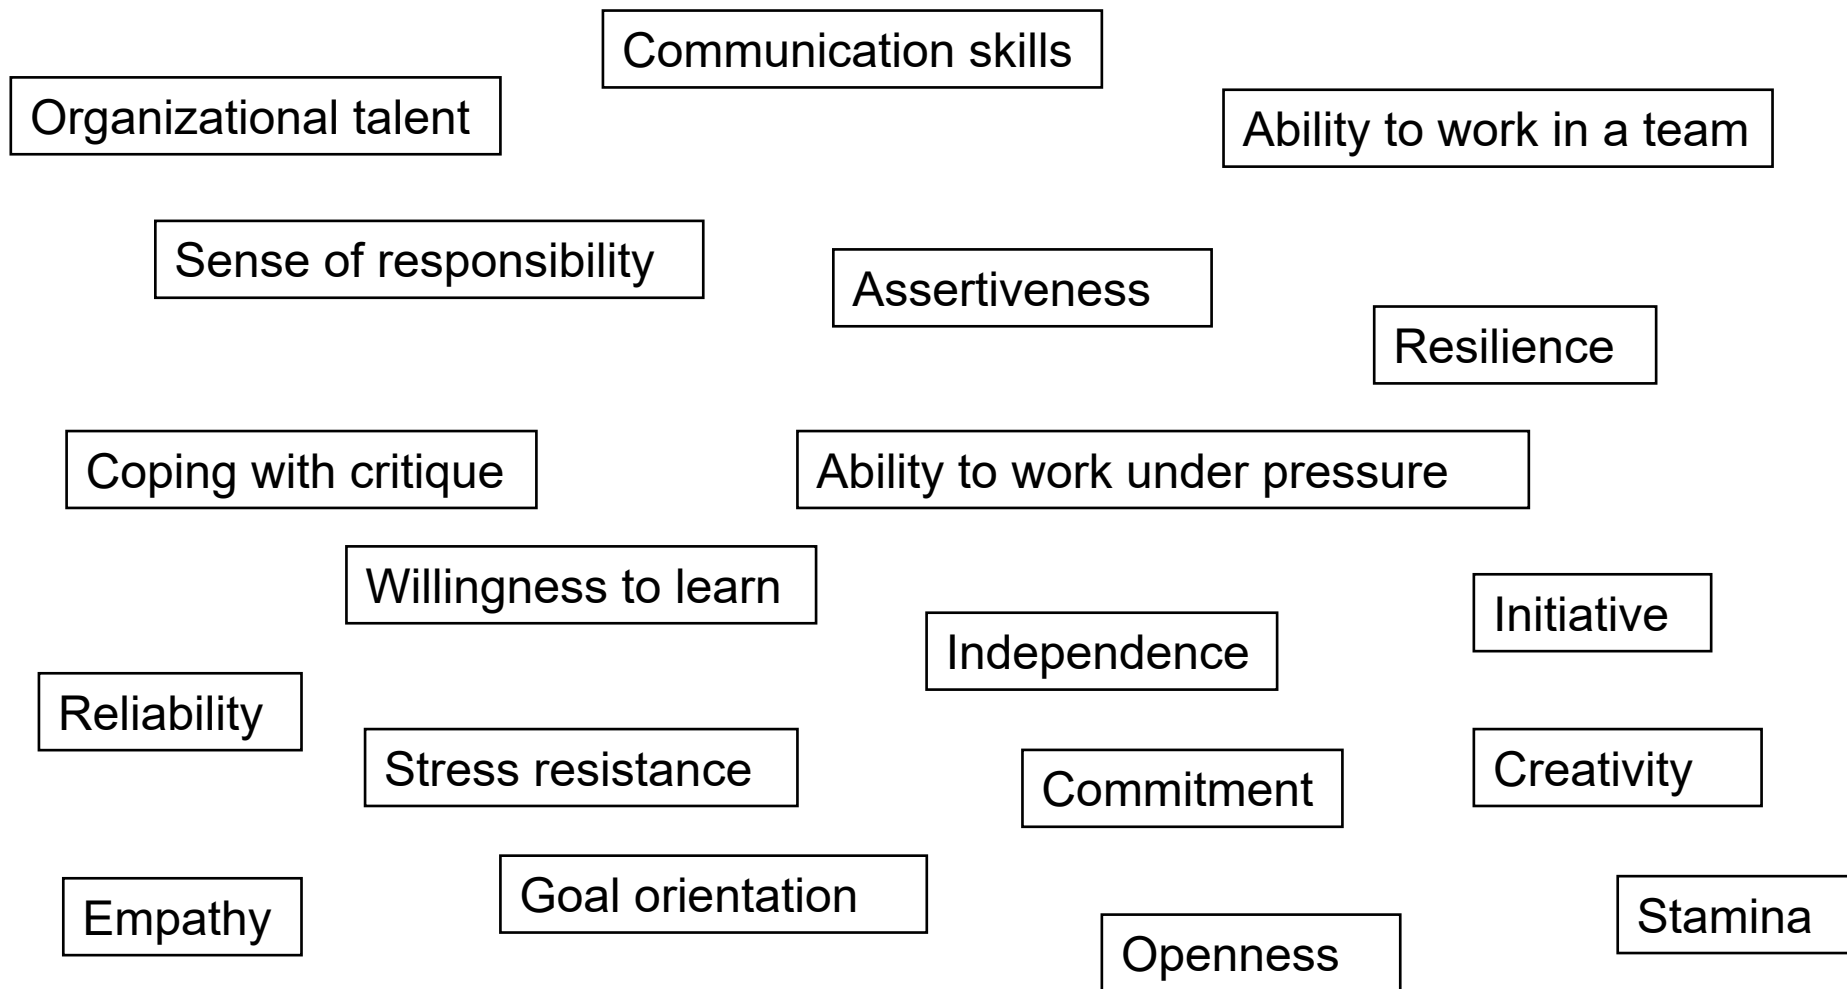 Communication skills
Organizational talent
Ability to work in a team
Sense of responsibility
Assertiveness
Resilience
Coping with critique
Ability to work under pressure
Willingness to learn
Initiative
Independence
Reliability
Stress resistance
Creativity
Commitment
Goal orientation
Empathy
Stamina
Openness